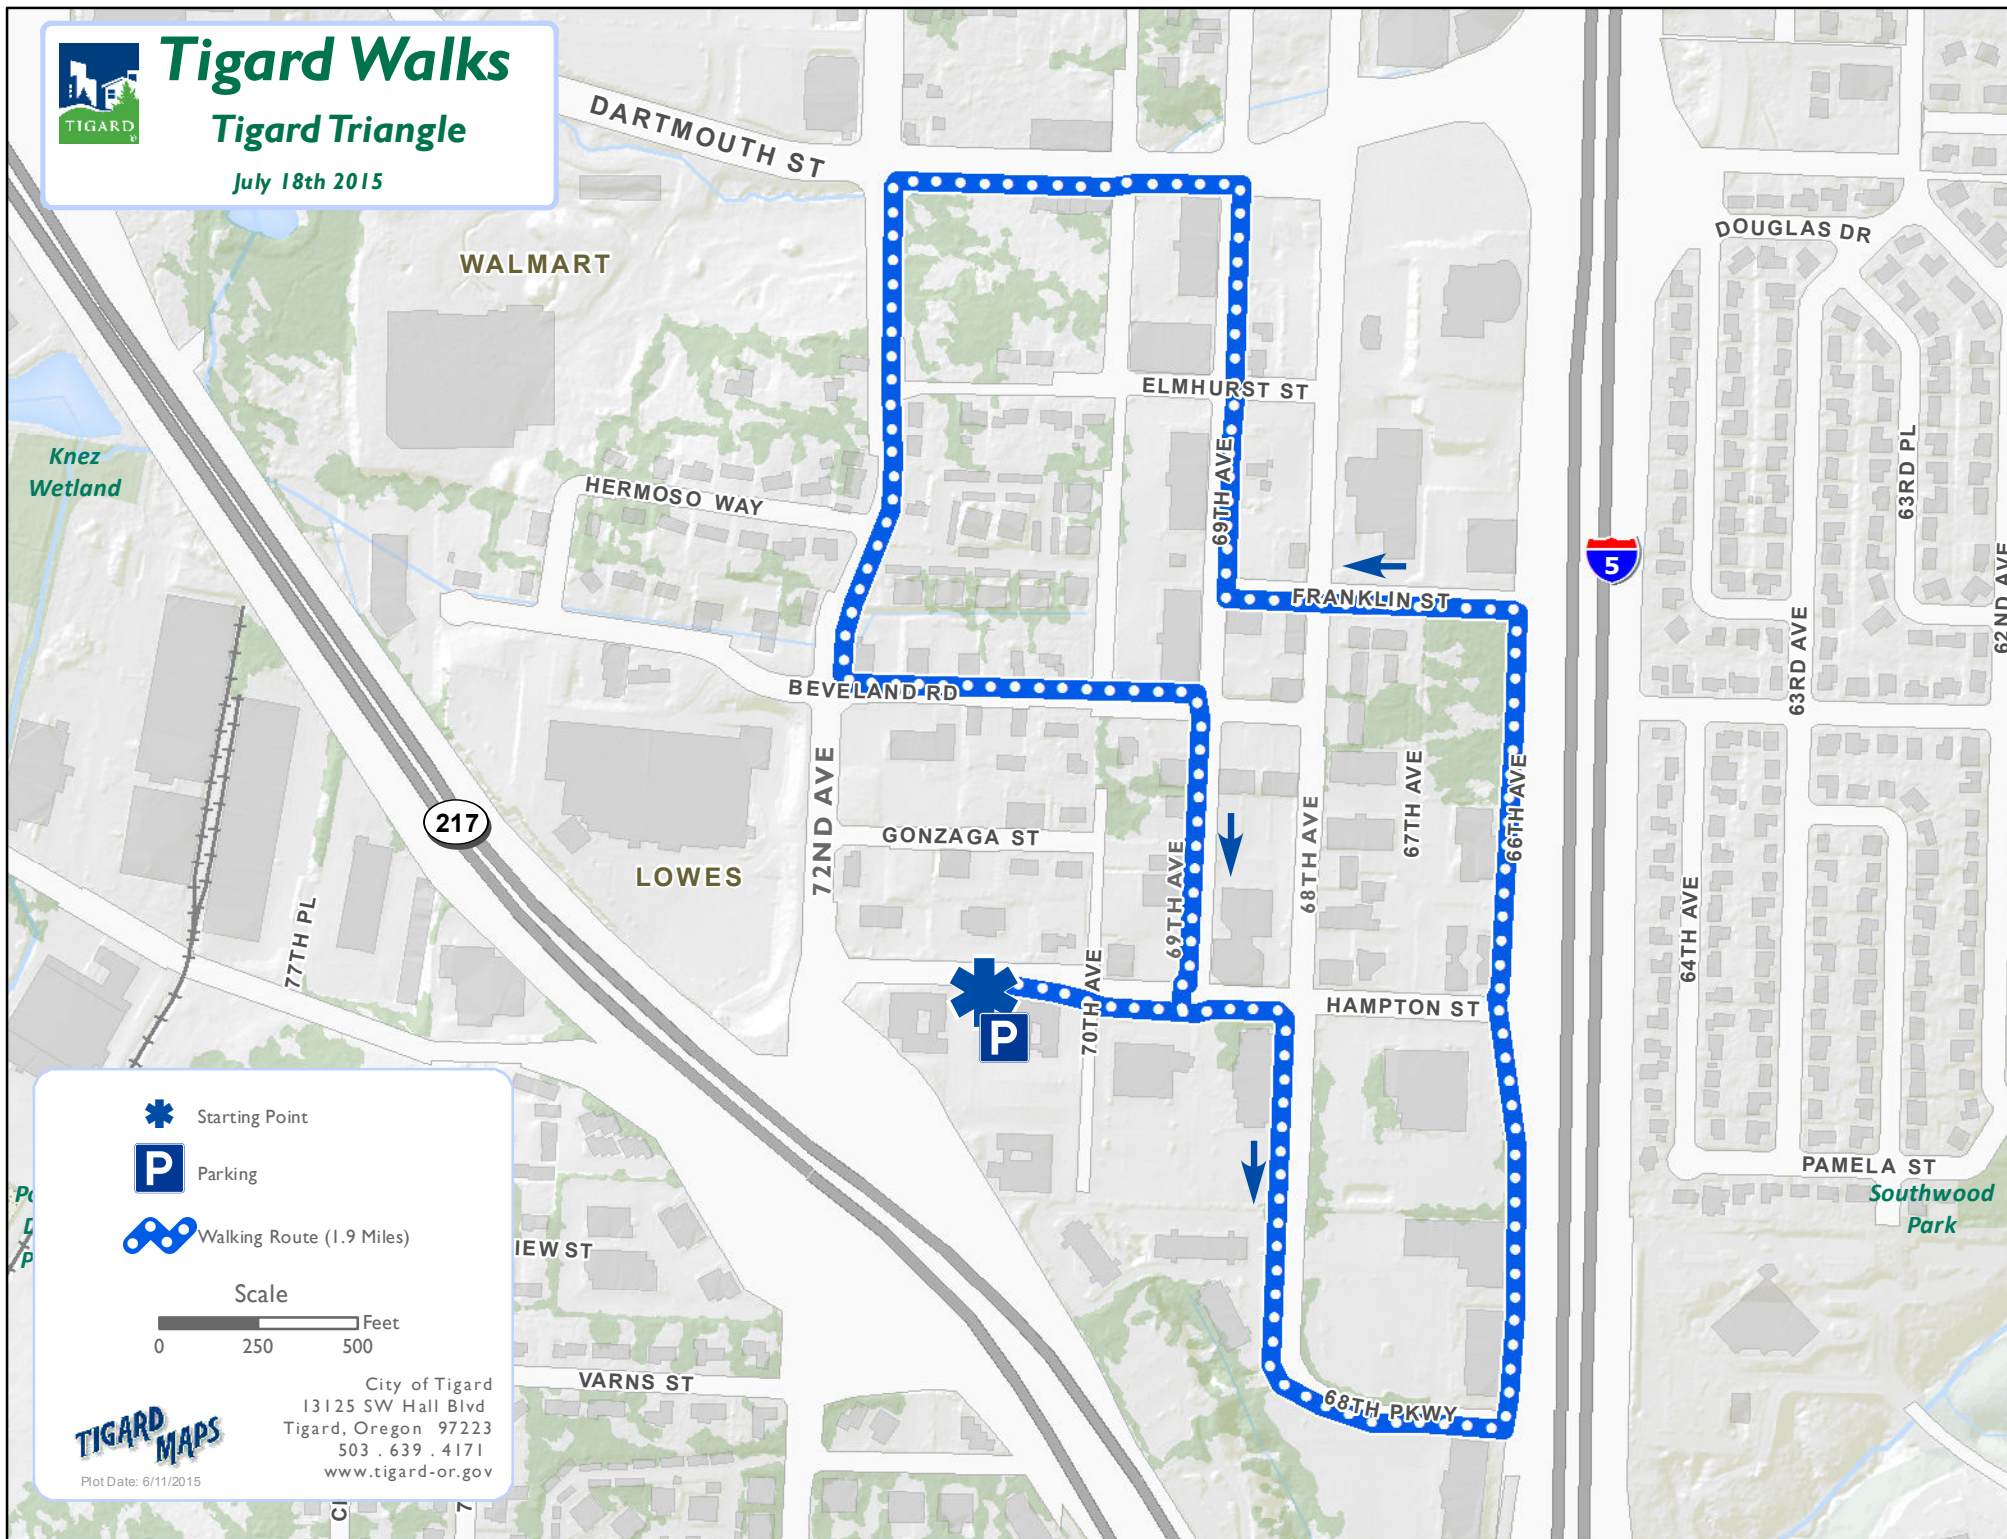 Tigard Walks
Tigard Triangle
July 18th 2015
TIGARD
DARTMOUTH ST
WALMART
DOUGLAS DR
ELMHURST ST
Knez
Wetland
HERMOSO WAY
69TH AVE
63RD PL
5
62ND AVE
FRANKLIN ST
63RD AVE
BEVELAND RD
72ND AVE
67TH AVE
66TH AVE
68TH AVE
217
GONZAGA ST
LOWES
69TH AVE
64TH AVE
77TH PL
70TH AVE
HAMPTON ST
P
PAMELA ST
Southwood
Park
Starting Point
P
Parking
Walking Route (1.9 Miles)
IEW ST
Scale
Feet
0 250 500
VARNS ST
68TH PKWY
City of Tigard
13125 SW Hall Blvd
Tigard, Oregon 97223
503 . 639 . 4171
www.tigard-or.gov
TIGARD
MAPS
Plot Date: 6/11/2015